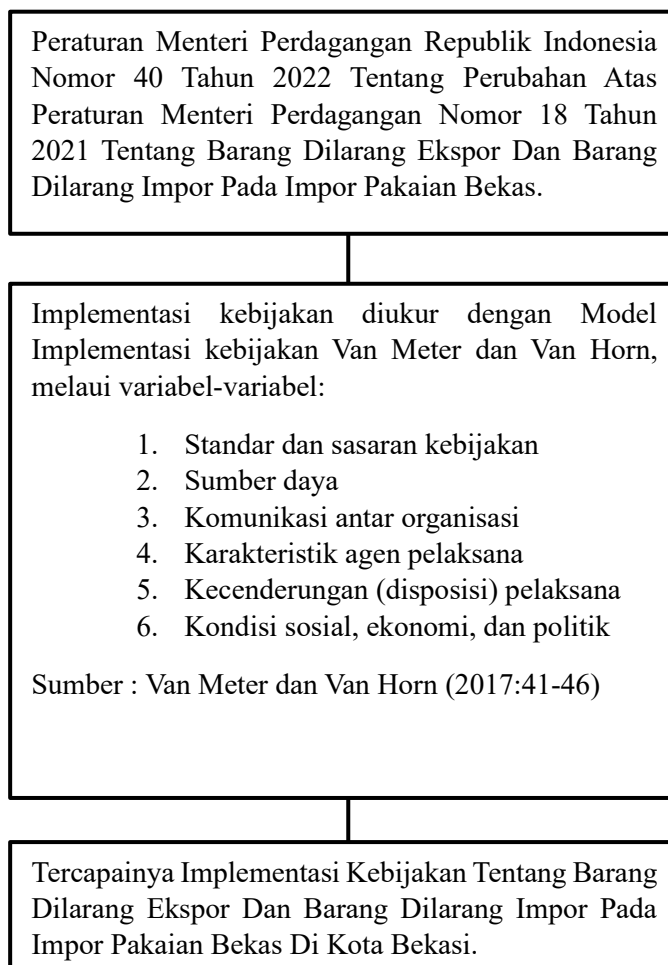 Peraturan Menteri Perdagangan Republik Indonesia
Nomor 40 Tahun 2022 Tentang Perubahan Atas
Peraturan Menteri Perdagangan Nomor 18 Tahun
2021 Tentang Barang Dilarang Ekspor Dan Barang
Dilarang Impor Pada Impor Pakaian Bekas.
Implementasi kebijakan diukur dengan Model
Implementasi kebijakan Van Meter dan Van Horn,
melaui variabel-variabel:
1. Standar dan sasaran kebijakan
2. Sumber daya
3. Komunikasi antar organisasi
4. Karakteristik agen pelaksana
5. Kecenderungan (disposisi) pelaksana
6. Kondisi sosial, ekonomi, dan politik
Sumber : Van Meter dan Van Horn (2017:41-46)
Tercapainya Implementasi Kebijakan Tentang Barang
Dilarang Ekspor Dan Barang Dilarang Impor Pada
Impor Pakaian Bekas Di Kota Bekasi.